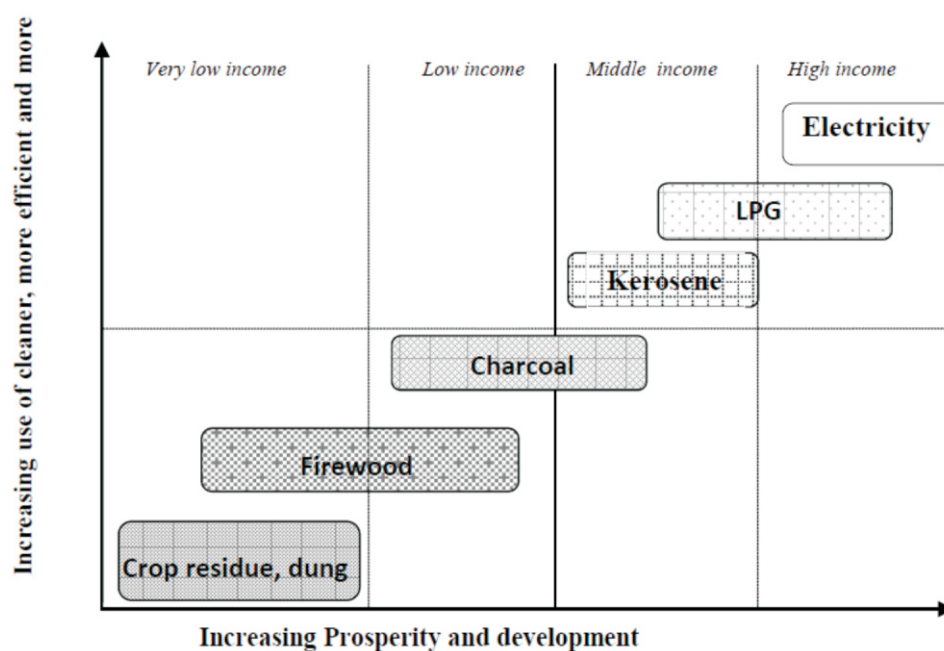 Increasing use of cleaner, more efficient and more
Very low income
Low income
Middle income
High income
Electricity
LPG
Kerosene
Charcoal
Firewood
Crop residue, dung
Increasing Prosperity and development